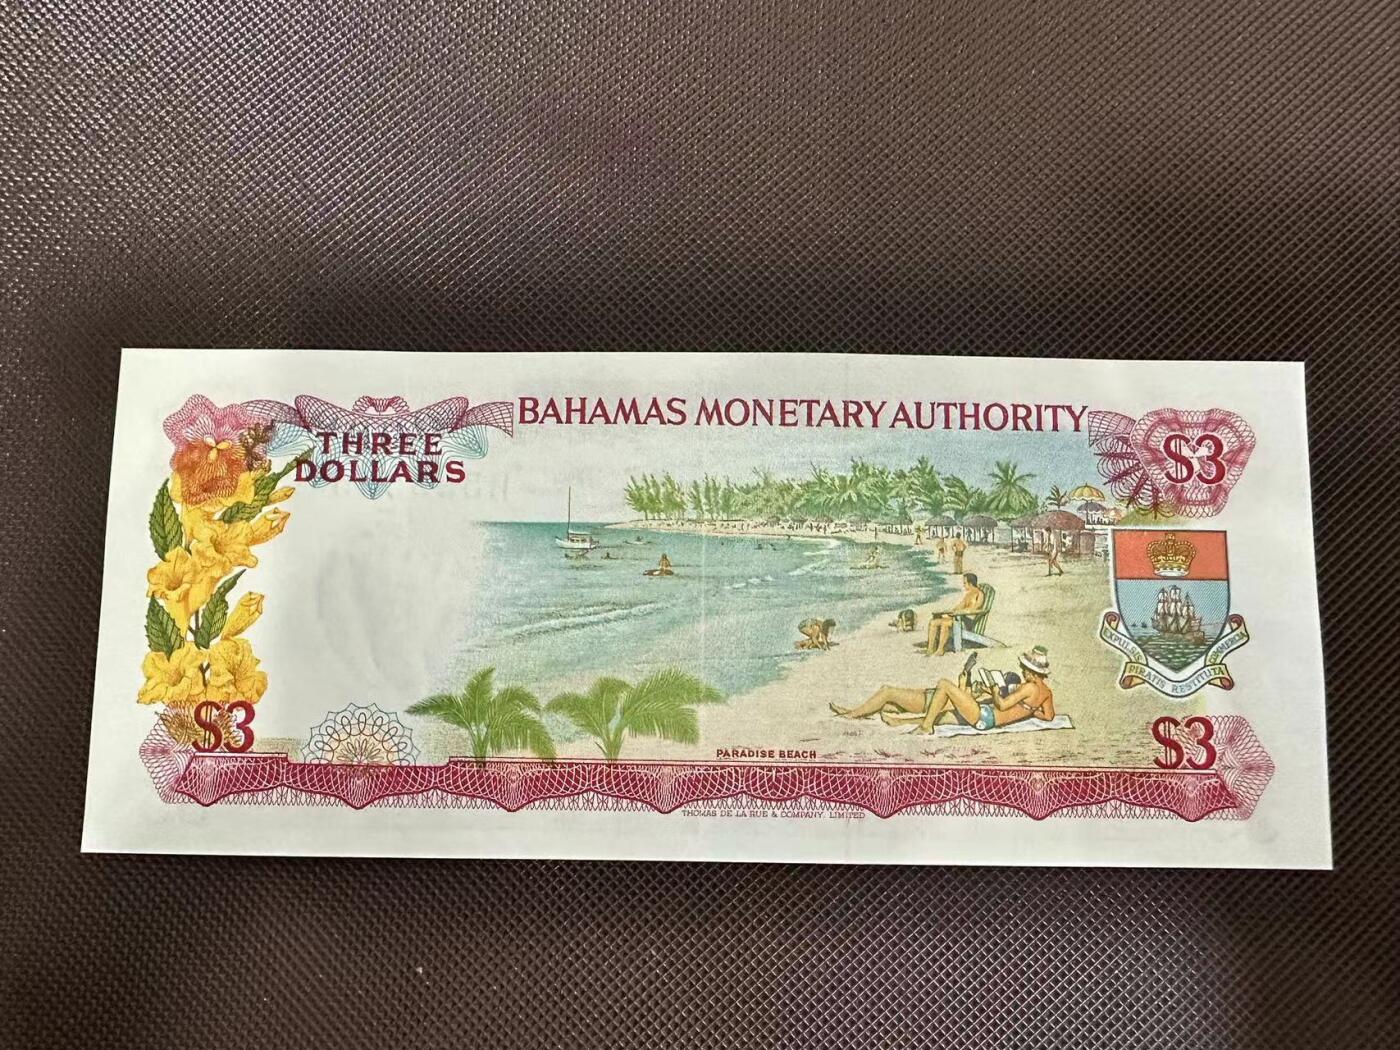 BAHAMAS MONETARY AUTHORITY
THREE
DOLLARS
$3
EXPULSIS PIRATIS RESTITUTA COMMERCIA
$3
$3
PARADISE BEACH
THOMAS DE LA RUE & COMPANY, LIMITED